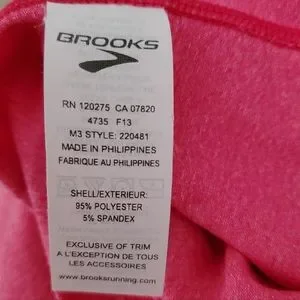 BROOKS
RN 120275 CA 07820
4735 F13
M3 STYLE: 220481
MADE IN PHILIPPINES
FABRIQUE AU PHILIPPINES
SHELL/EXTERIEUR:
95% POLYESTER
5% SPANDEX
EXCLUSIVE OF TRIM
A L'EXCEPTION DE TOUS
LES ACCESSOIRES
www.brooksrunning.com